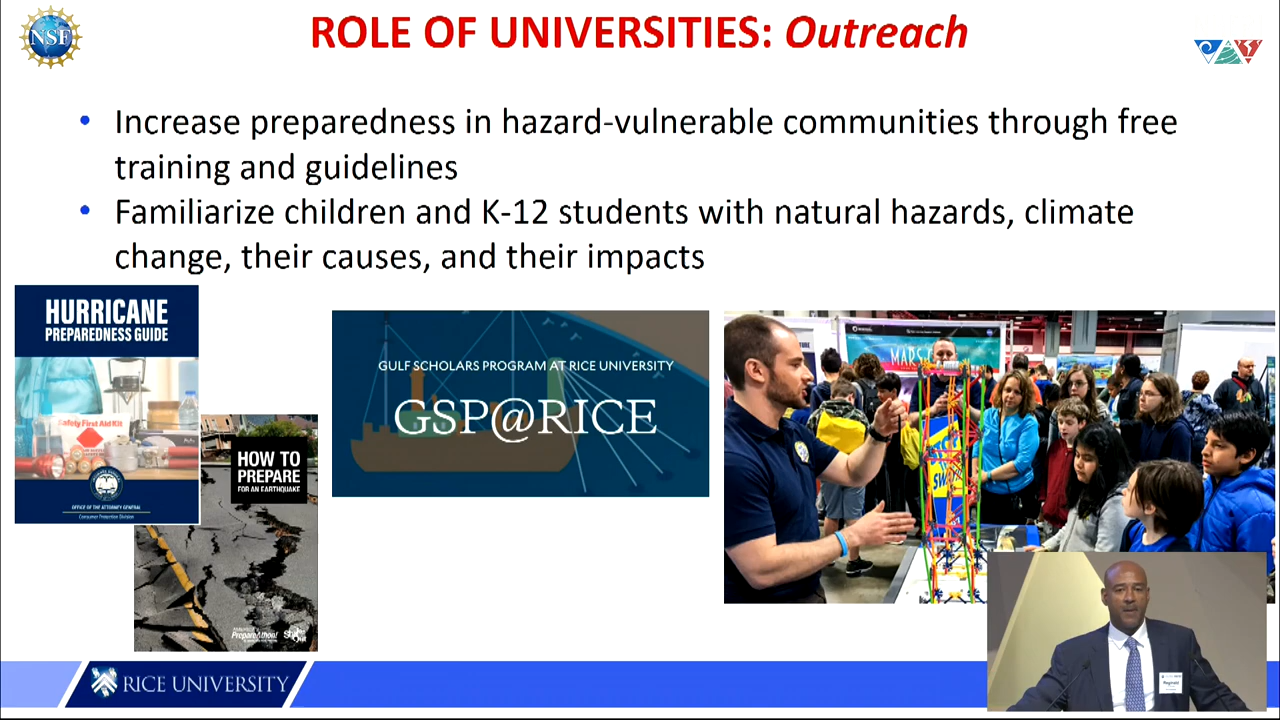 NSF
ROLE OF UNIVERSITIES: Outreach
• Increase preparedness in hazard-vulnerable communities through free
training and guidelines
• Familiarize children and K-12 students with natural hazards, climate
change, their causes, and their impacts
HURRICANE
PREPAREDNESS GUIDE
Safety First Aid Kit
OFFICE OF THE ATTORNEY GENERAL
Consumer Protection Division
HOW TO
PREPARE
FOR AN EARTHQUAKE
PrepareAthon!
GULF SCHOLARS PROGRAM AT RICE UNIVERSITY
GSP@RICE
MARS
RICE UNIVERSITY
Reginald